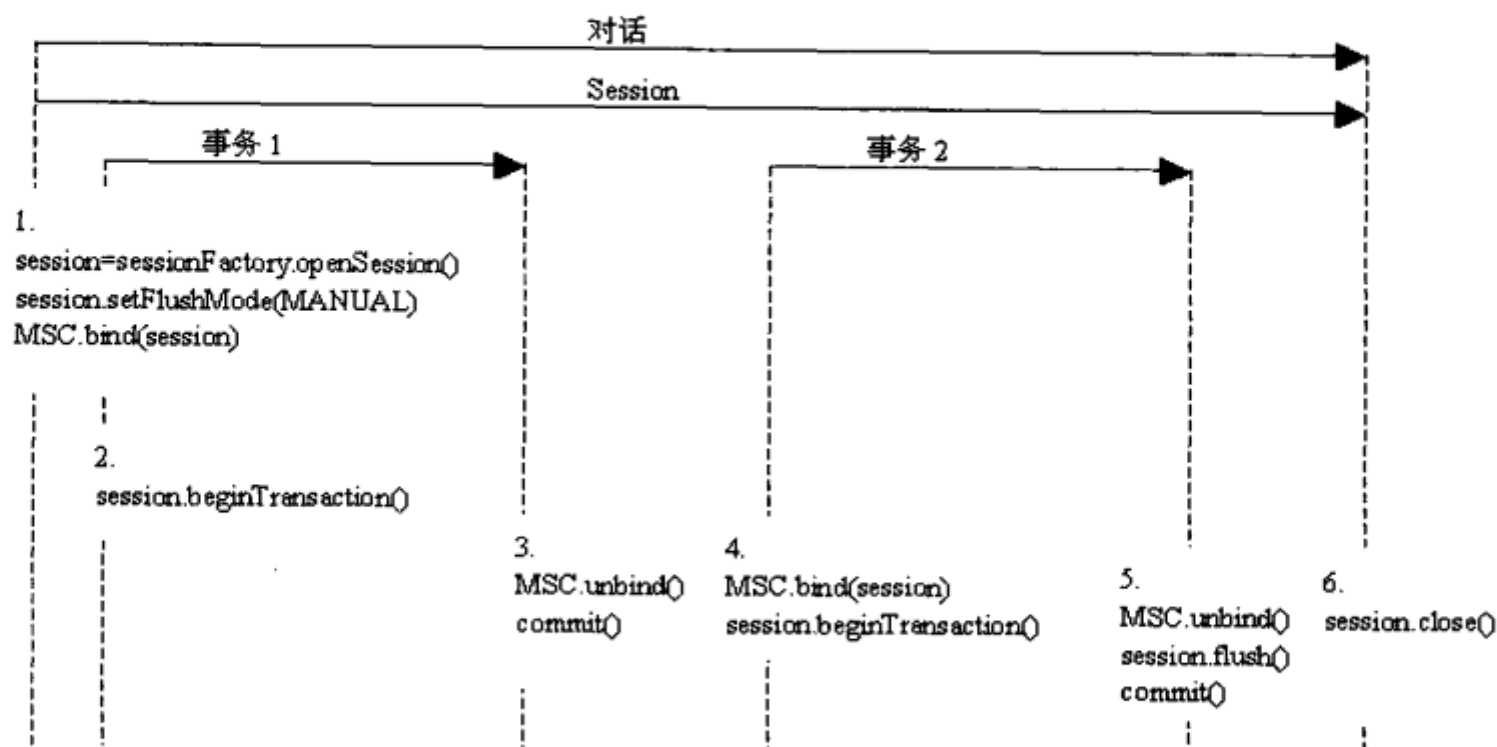 对话
Session
事务 1
事务 2
1.
session=sessionFactory.openSession()
session.setFlushMode(MANUAL)
MSC.bind(session)
2.
session.beginTransaction()
3.
MSC.unbind()
commit()
4.
MSC.bind(session)
session.beginTransaction()
5.
MSC.unbind()
session.flush()
commit()
6.
session.close()